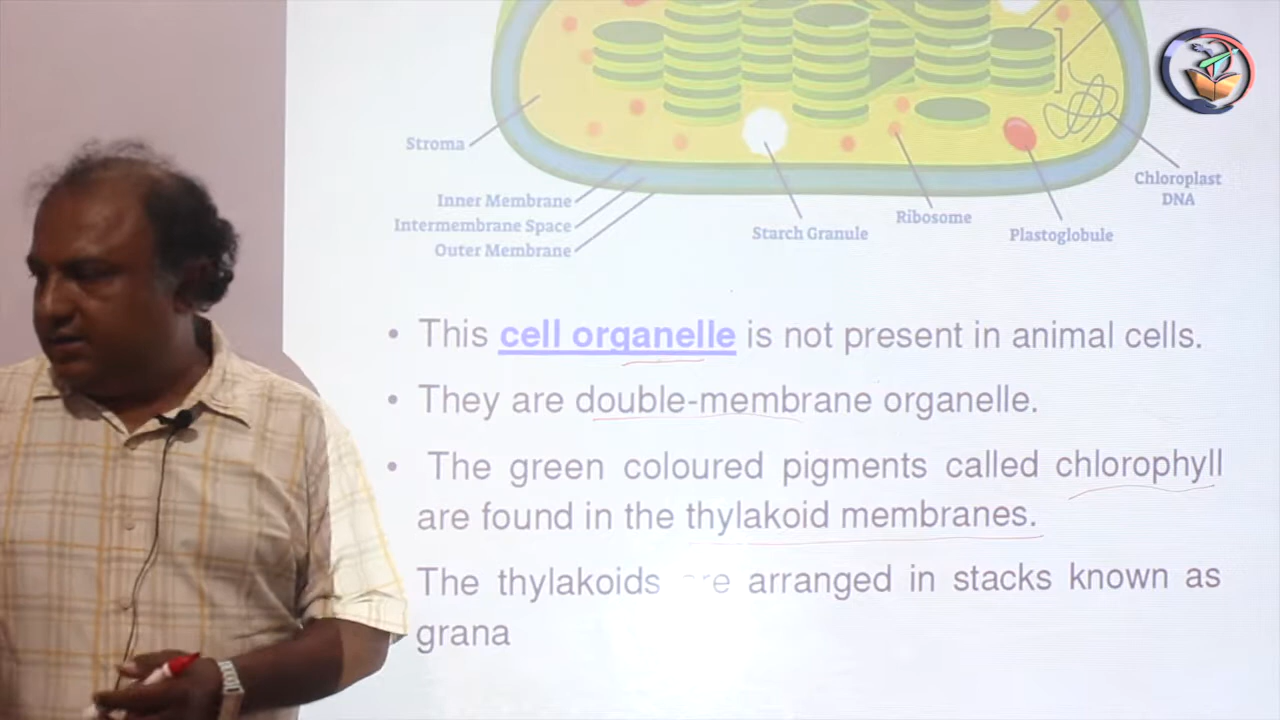 Stroma
Inner Membrane
Intermembrane Space
Outer Membrane
Starch Granule
Ribosome
Plastoglobule
Chloroplast
DNA
• This cell organelle is not present in animal cells.
• They are double-membrane organelle.
• The green coloured pigments called chlorophyll
are found in the thylakoid membranes.
The thylakoids are arranged in stacks known as
grana